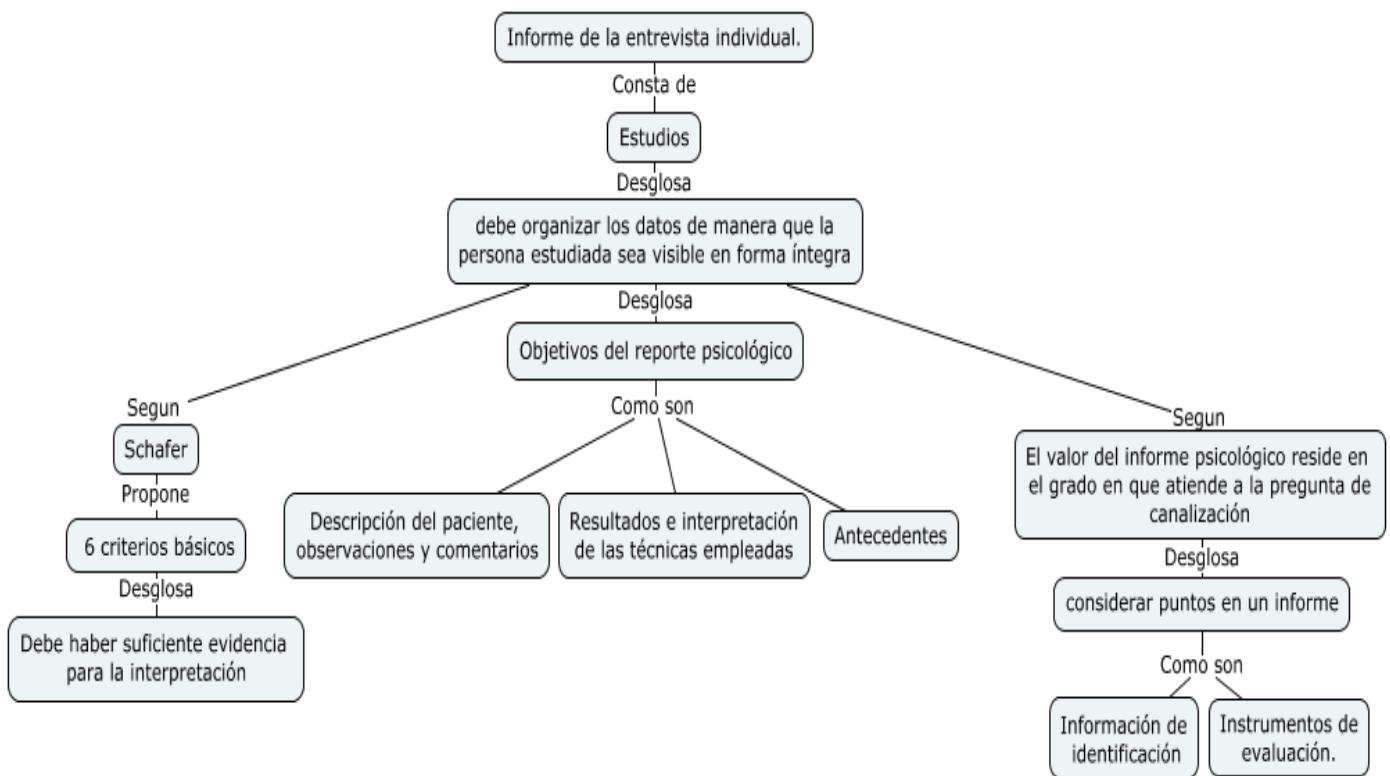 Informe de la entrevista individual.
Consta de
Estudios
Desglosa
debe organizar los datos de manera que la
persona estudiada sea visible en forma íntegra
Desglosa
Objetivos del reporte psicológico
Como son
Segun
Schafer
Propone
6 criterios básicos
Desglosa
Debe haber suficiente evidencia
para la interpretación
Descripción del paciente,
observaciones y comentarios
Resultados e interpretación
de las técnicas empleadas
Antecedentes
Segun
El valor del informe psicológico reside en
el grado en que atiende a la pregunta de
canalización
Desglosa
considerar puntos en un informe
Como son
Información de
identificación
Instrumentos de
evaluación.